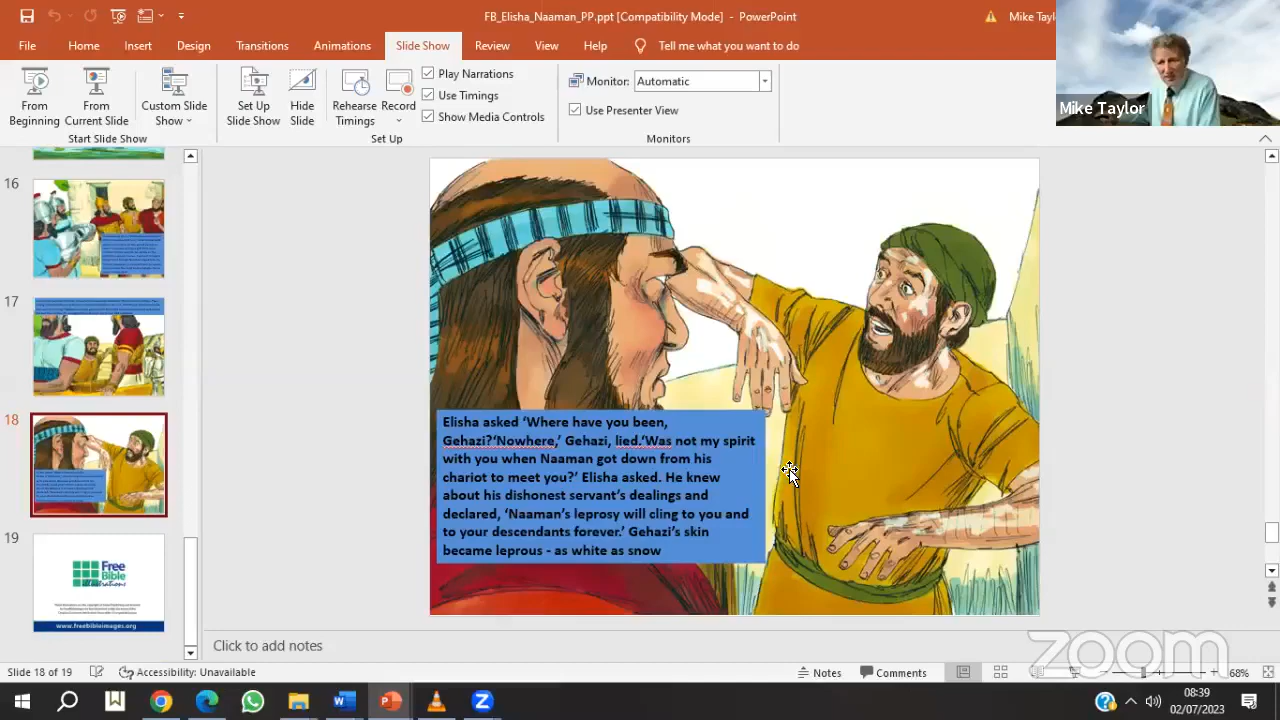 FB_Elisha_Naaman_PP.ppt [Compatibility Mode] - PowerPoint
Mike Tay
File Home Insert Design Transitions Animations Slide Show Review View Help Tell me what you want to do
From Beginning
From Current Slide
Custom Slide Show
Set Up Slide Show
Hide Slide
Rehearse Timings
Record
Play Narrations
Use Timings
Show Media Controls
Monitor: Automatic
Use Presenter View
Start Slide Show
Set Up
Monitors
Mike Taylor
16
17
18
19
Free
Bible
illustrations
www.freebibleimages.org
Elisha asked ‘Where have you been,
Gehazi?‘Nowhere,’ Gehazi, lied.‘Was not my spirit
with you when Naaman got down from his
chariot to meet you?’ Elisha asked. He knew
about his dishonest servant’s dealings and
declared, ‘Naaman’s leprosy will cling to you and
to your descendants forever.’ Gehazi’s skin
became leprous - as white as snow
Click to add notes
zoom
Slide 18 of 19
Accessibility: Unavailable
Notes
Comments
68%
08:39
02/07/2023